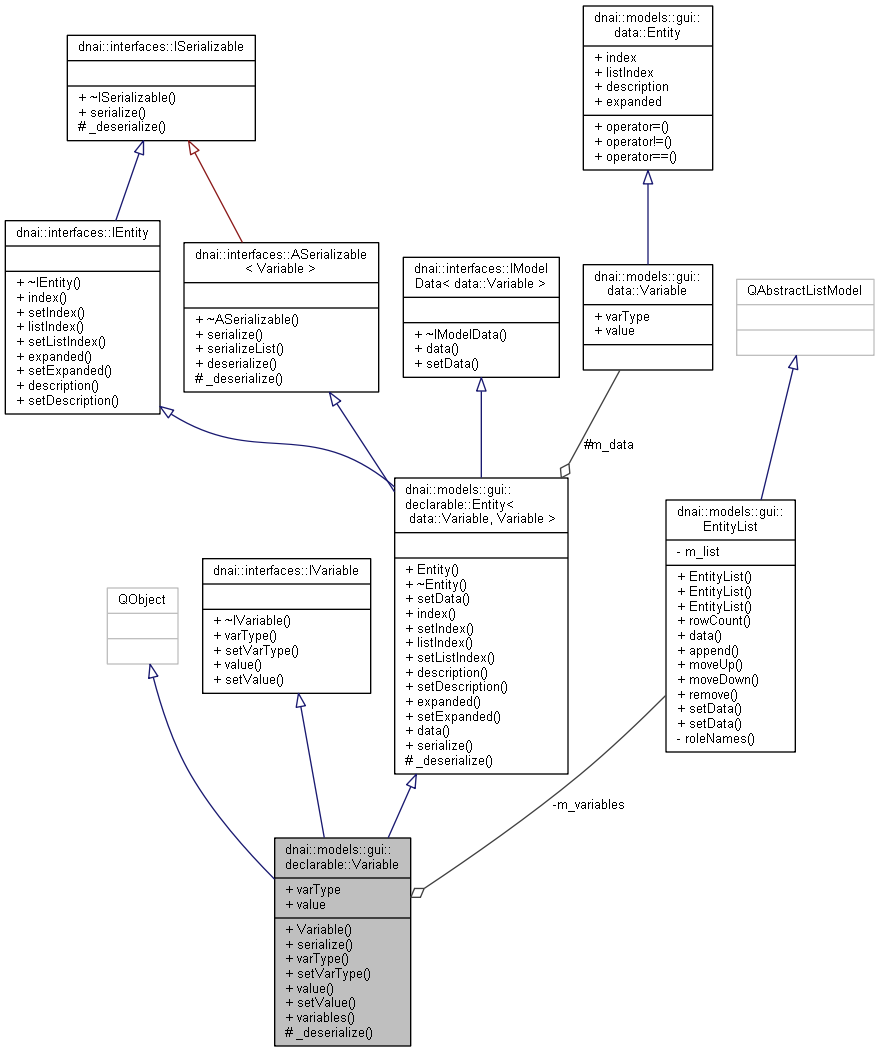 dnai::interfaces::ISerializable
+ ~ISerializable()
+ serialize()
# _deserialize()
dnai::models::gui::
data::Entity
+ index
+ listIndex
+ description
+ expanded
+ operator=()
+ operator!=()
+ operator==()
dnai::interfaces::IEntity
+ ~IEntity()
+ index()
+ setIndex()
+ listIndex()
+ setListIndex()
+ expanded()
+ setExpanded()
+ description()
+ setDescription()
dnai::interfaces::ASerializable
< Variable >
+ ~ASerializable()
+ serialize()
+ serializeList()
+ deserialize()
# _deserialize()
dnai::interfaces::IModel
Data< data::Variable >
+ ~IModelData()
+ data()
+ setData()
dnai::models::gui::
data::Variable
+ varType
+ value
QAbstractListModel
#m_data
dnai::models::gui::
declarable::Entity<
data::Variable, Variable >
+ Entity()
+ ~Entity()
+ setData()
+ index()
+ setIndex()
+ listIndex()
+ setListIndex()
+ description()
+ setDescription()
+ expanded()
+ setExpanded()
+ data()
+ serialize()
# _deserialize()
dnai::models::gui::
EntityList
- m_list
+ EntityList()
+ EntityList()
+ EntityList()
+ rowCount()
+ data()
+ append()
+ moveUp()
+ moveDown()
+ remove()
+ setData()
+ setData()
- roleNames()
QObject
dnai::interfaces::IVariable
+ ~IVariable()
+ varType()
+ setVarType()
+ value()
+ setValue()
-m_variables
dnai::models::gui::
declarable::Variable
+ varType
+ value
+ Variable()
+ serialize()
+ varType()
+ setVarType()
+ value()
+ setValue()
+ variables()
# _deserialize()